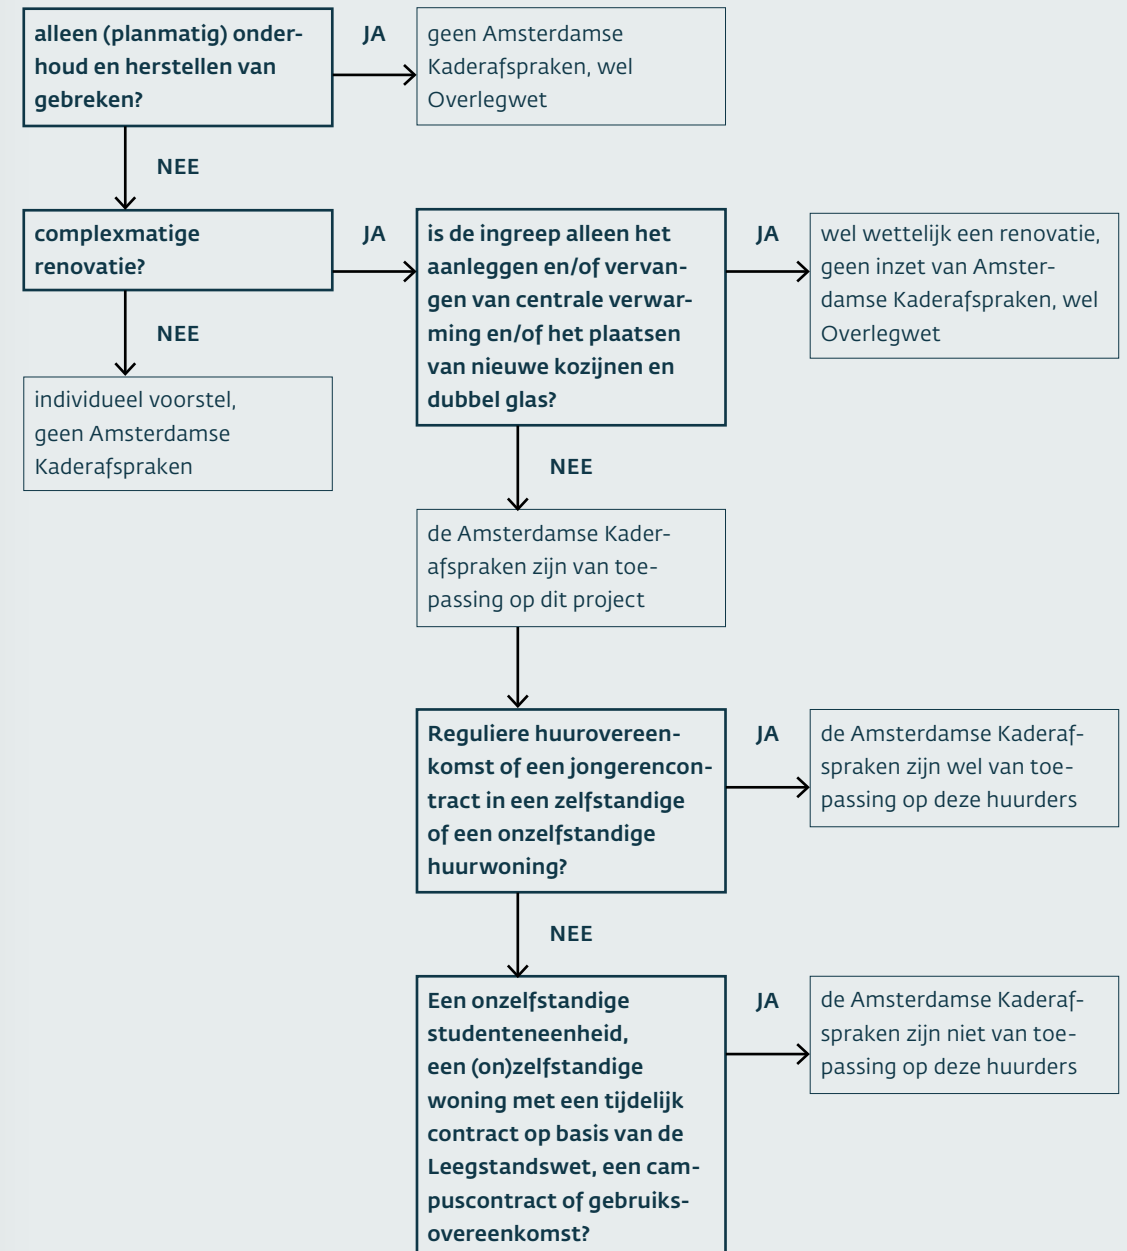 alleen (planmatig) onder-
houd en herstellen van
gebreken?
JA
geen Amsterdamse
Kaderafspraken, wel
Overlegwet
NEE
complexmatige
renovatie?
JA
is de ingreep alleen het
aanleggen en/of vervan-
gen van centrale verwar-
ming en/of het plaatsen
van nieuwe kozijnen en
dubbel glas?
JA
wel wettelijk een renovatie,
geen inzet van Amster-
damse Kaderafspraken, wel
Overlegwet
NEE
individueel voorstel,
geen Amsterdamse
Kaderafspraken
NEE
de Amsterdamse Kader-
afspraken zijn van toe-
passing op dit project
Reguliere huurovereen-
komst of een jongerencon-
tract in een zelfstandige
of een onzelfstandige
huurwoning?
JA
de Amsterdamse Kaderaf-
spraken zijn wel van toe-
passing op deze huurders
NEE
Een onzelfstandige
studenteneenheid,
een (on)zelfstandige
woning met een tijdelijk
contract op basis van de
Leegstandswet, een cam-
puscontract of gebruiks-
overeenkomst?
JA
de Amsterdamse Kaderaf-
spraken zijn niet van toe-
passing op deze huurders